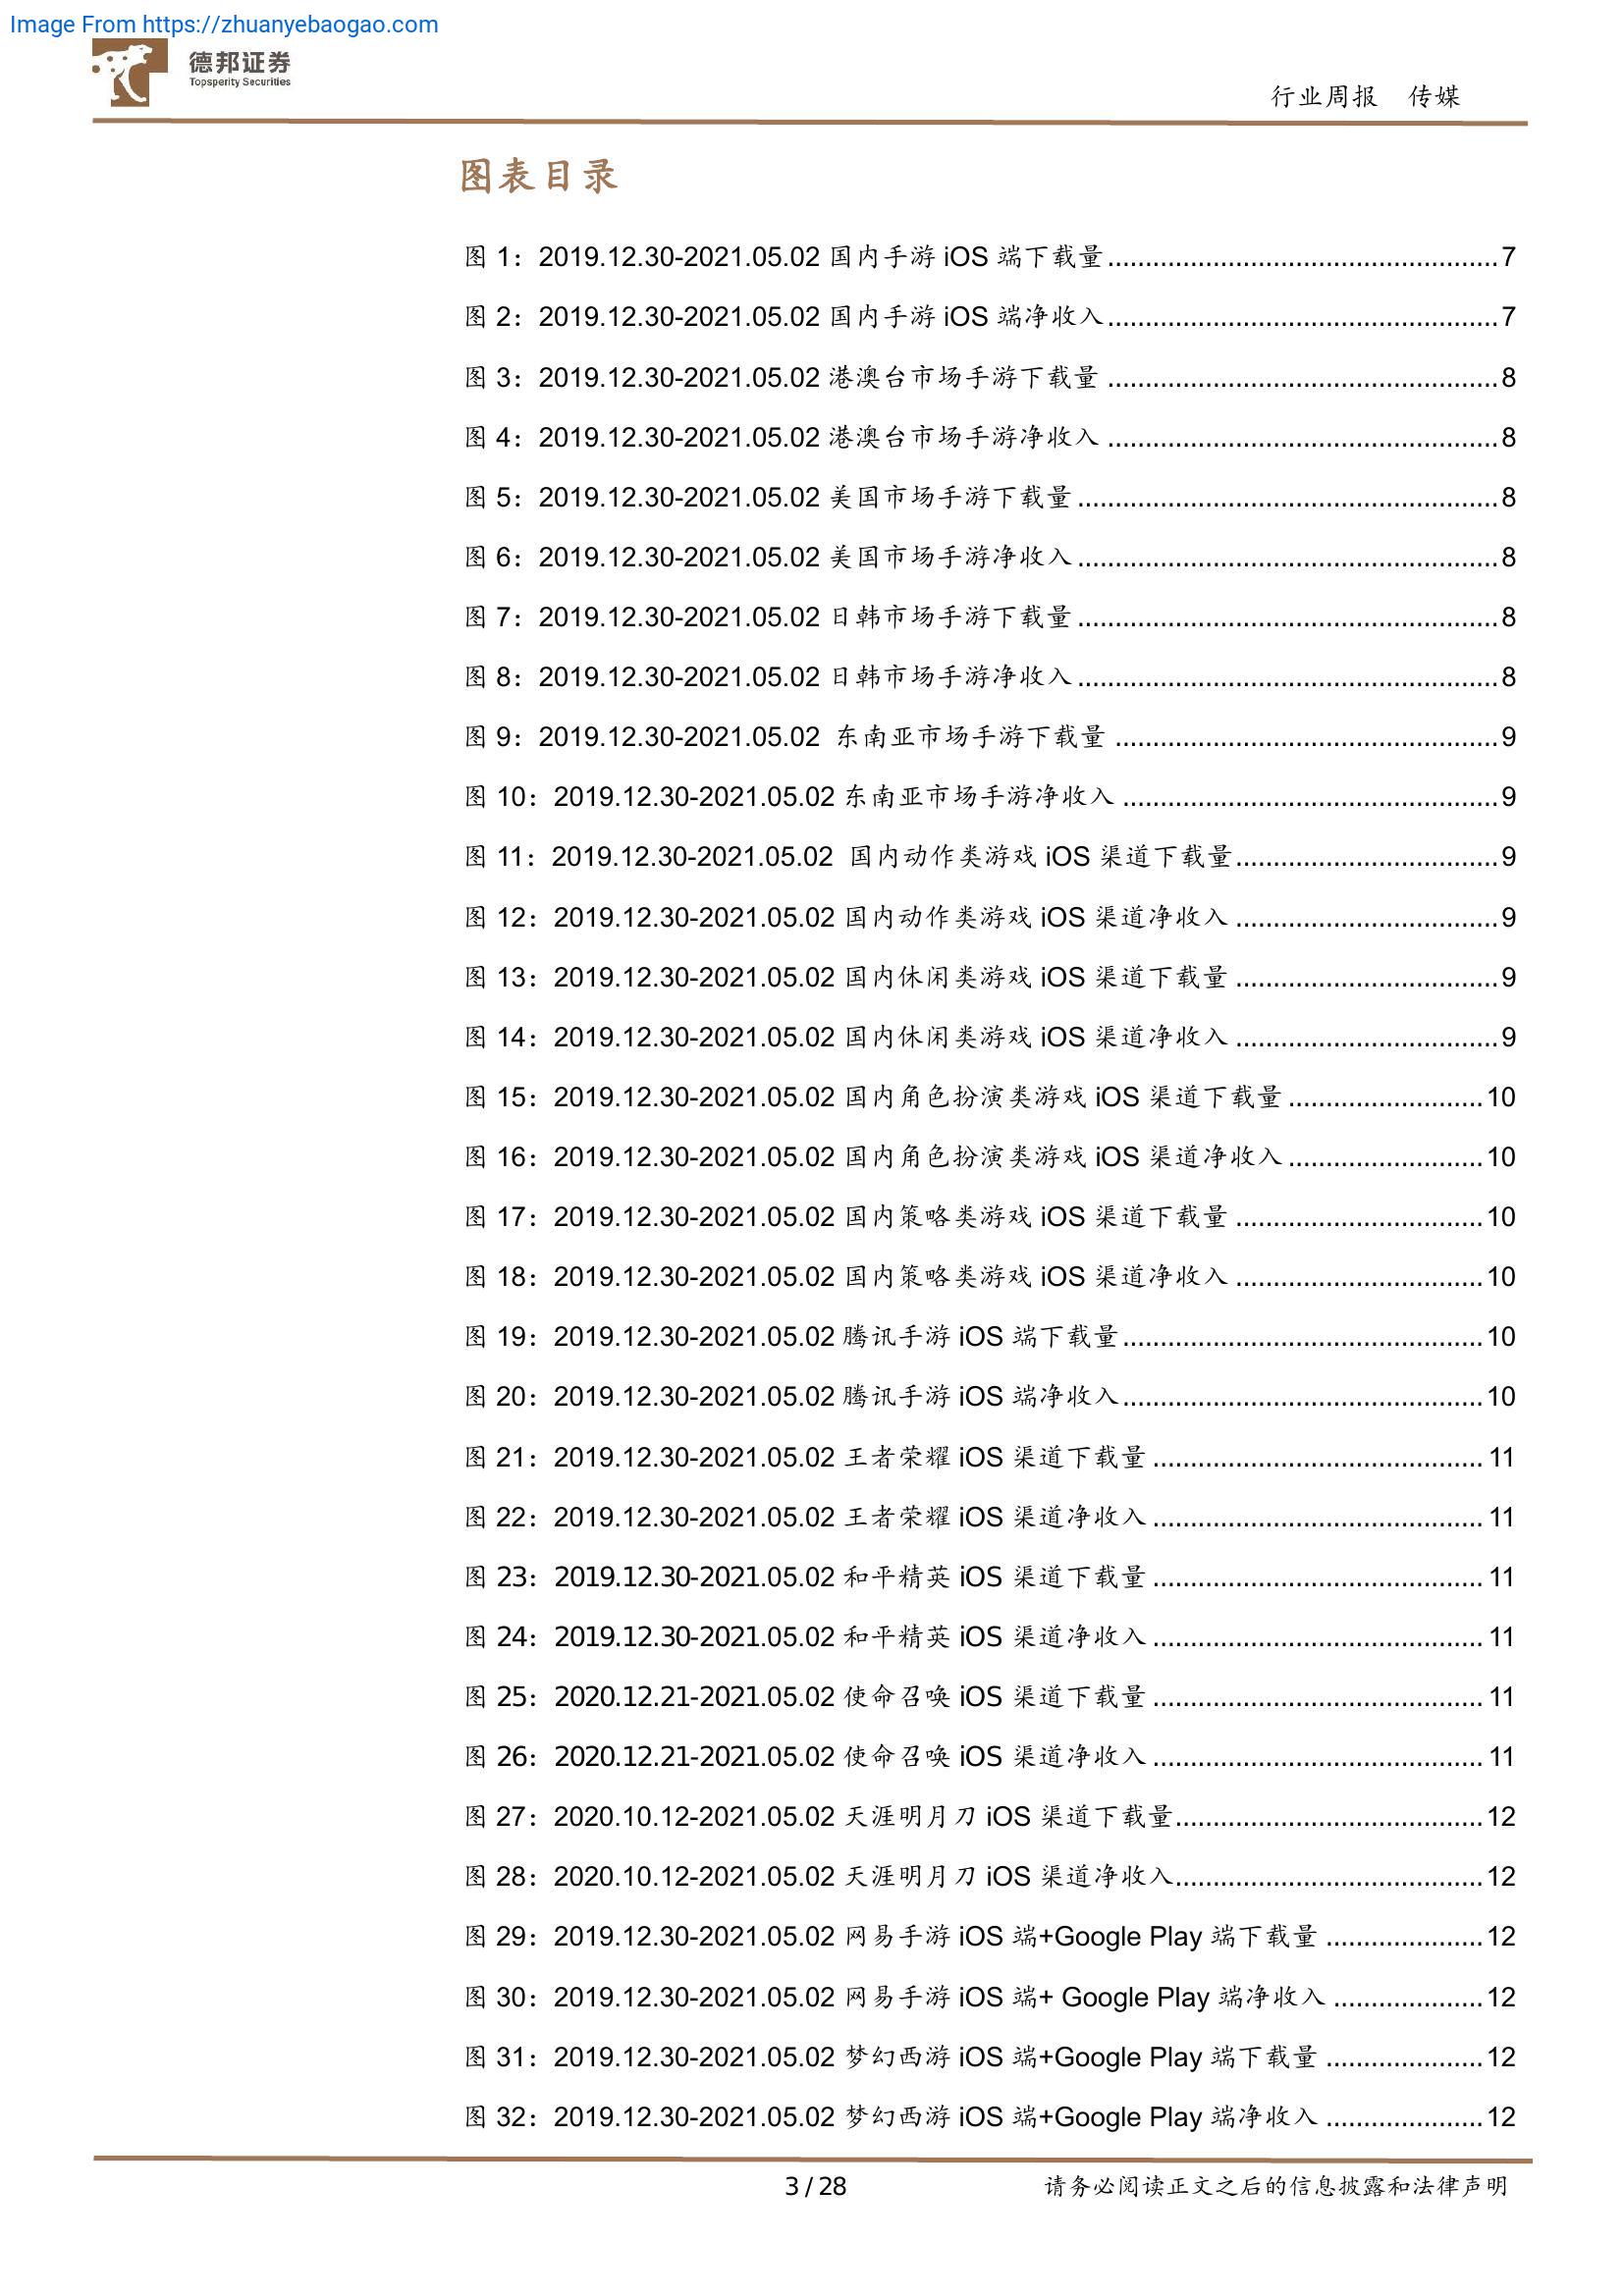 Image From https://zhuanyebaogao.com
德邦证券
Topsperity Securities
行业周报 传媒
图表目录
图 1：2019.12.30-2021.05.02 国内手游 iOS 端下载量....................................................7
图 2：2019.12.30-2021.05.02 国内手游 iOS 端净收入....................................................7
图 3：2019.12.30-2021.05.02 港澳台市场手游下载量 ....................................................8
图 4：2019.12.30-2021.05.02 港澳台市场手游净收入 ....................................................8
图 5：2019.12.30-2021.05.02 美国市场手游下载量 ........................................................8
图 6：2019.12.30-2021.05.02 美国市场手游净收入 ........................................................8
图 7：2019.12.30-2021.05.02 日韩市场手游下载量 ........................................................8
图 8：2019.12.30-2021.05.02 日韩市场手游净收入 ........................................................8
图 9：2019.12.30-2021.05.02 东南亚市场手游下载量 ...................................................9
图 10：2019.12.30-2021.05.02 东南亚市场手游净收入 ..................................................9
图 11：2019.12.30-2021.05.02 国内动作类游戏 iOS 渠道下载量...................................9
图 12：2019.12.30-2021.05.02 国内动作类游戏 iOS 渠道净收入 ...................................9
图 13：2019.12.30-2021.05.02 国内休闲类游戏 iOS 渠道下载量 ...................................9
图 14：2019.12.30-2021.05.02 国内休闲类游戏 iOS 渠道净收入 ...................................9
图 15：2019.12.30-2021.05.02 国内角色扮演类游戏 iOS 渠道下载量 ..........................10
图 16：2019.12.30-2021.05.02 国内角色扮演类游戏 iOS 渠道净收入 ..........................10
图 17：2019.12.30-2021.05.02 国内策略类游戏 iOS 渠道下载量 .................................10
图 18：2019.12.30-2021.05.02 国内策略类游戏 iOS 渠道净收入 .................................10
图 19：2019.12.30-2021.05.02 腾讯手游 iOS 端下载量................................................10
图 20：2019.12.30-2021.05.02 腾讯手游 iOS 端净收入................................................10
图 21：2019.12.30-2021.05.02 王者荣耀 iOS 渠道下载量 ............................................11
图 22：2019.12.30-2021.05.02 王者荣耀 iOS 渠道净收入 ............................................11
图 23：2019.12.30-2021.05.02 和平精英 iOS 渠道下载量 ............................................11
图 24：2019.12.30-2021.05.02 和平精英 iOS 渠道净收入 ............................................11
图 25：2020.12.21-2021.05.02 使命召唤 iOS 渠道下载量 ............................................11
图 26：2020.12.21-2021.05.02 使命召唤 iOS 渠道净收入 ............................................11
图 27：2020.10.12-2021.05.02 天涯明月刀 iOS 渠道下载量.........................................12
图 28：2020.10.12-2021.05.02 天涯明月刀 iOS 渠道净收入.........................................12
图 29：2019.12.30-2021.05.02 网易手游 iOS 端+Google Play 端下载量 .....................12
图 30：2019.12.30-2021.05.02 网易手游 iOS 端+ Google Play 端净收入 ....................12
图 31：2019.12.30-2021.05.02 梦幻西游 iOS 端+Google Play 端下载量 .....................12
图 32：2019.12.30-2021.05.02 梦幻西游 iOS 端+Google Play 端净收入 .....................12
3 / 28
请务必阅读正文之后的信息披露和法律声明